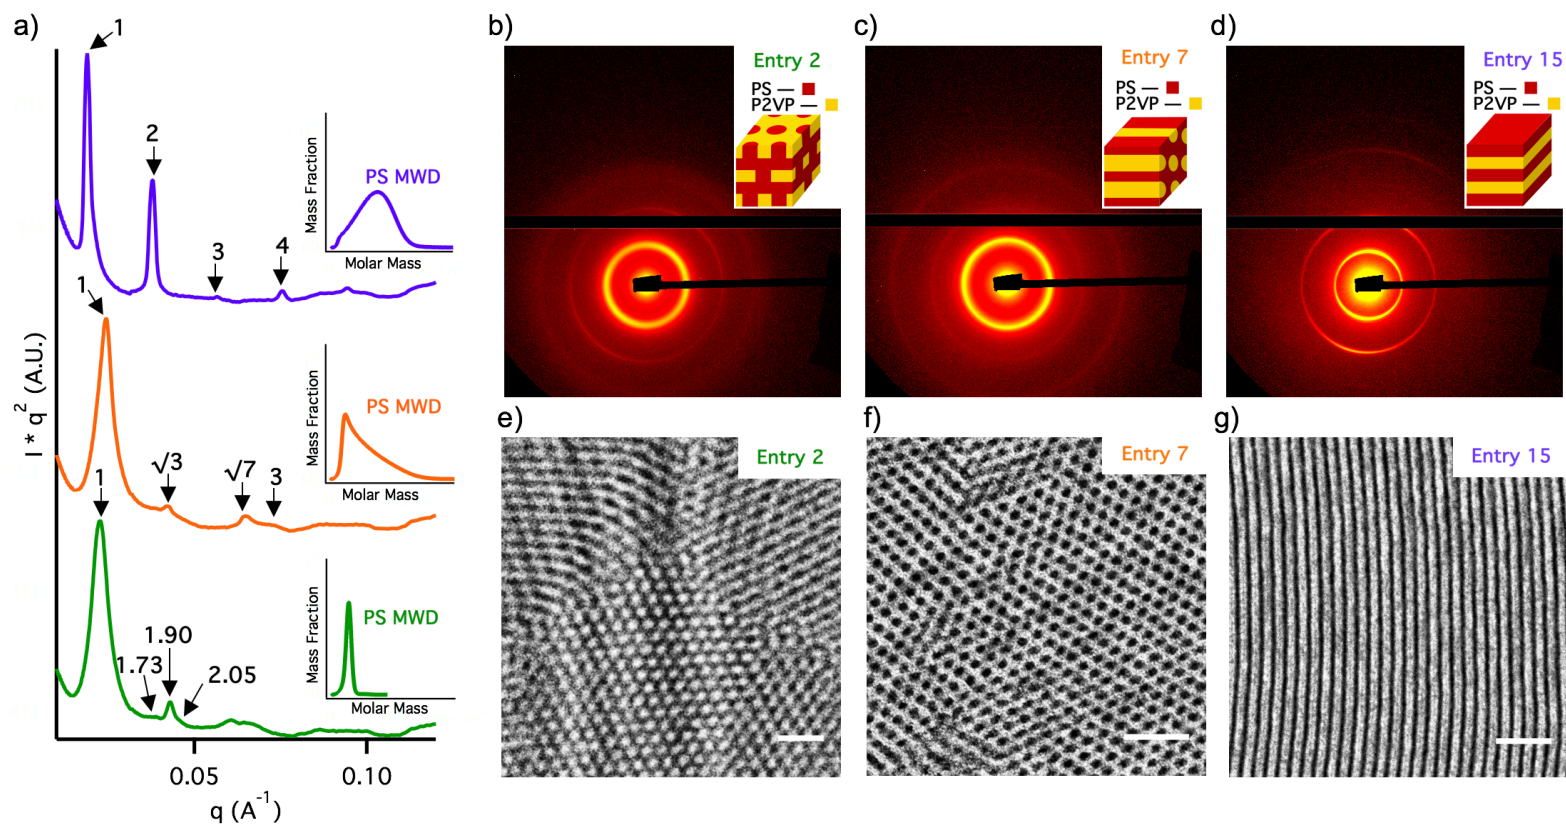 a)
1
2
3
4
PS MWD
Mass Fraction
Molar Mass
1
√3
√7
3
PS MWD
Mass Fraction
Molar Mass
1
1.73
1.90
2.05
PS MWD
Mass Fraction
Molar Mass
I * q² (A.U.)
0.05
0.10
q (A⁻¹)
b)
Entry 2
PS —
P2VP —
c)
Entry 7
PS —
P2VP —
d)
Entry 15
PS —
P2VP —
e)
Entry 2
f)
Entry 7
g)
Entry 15